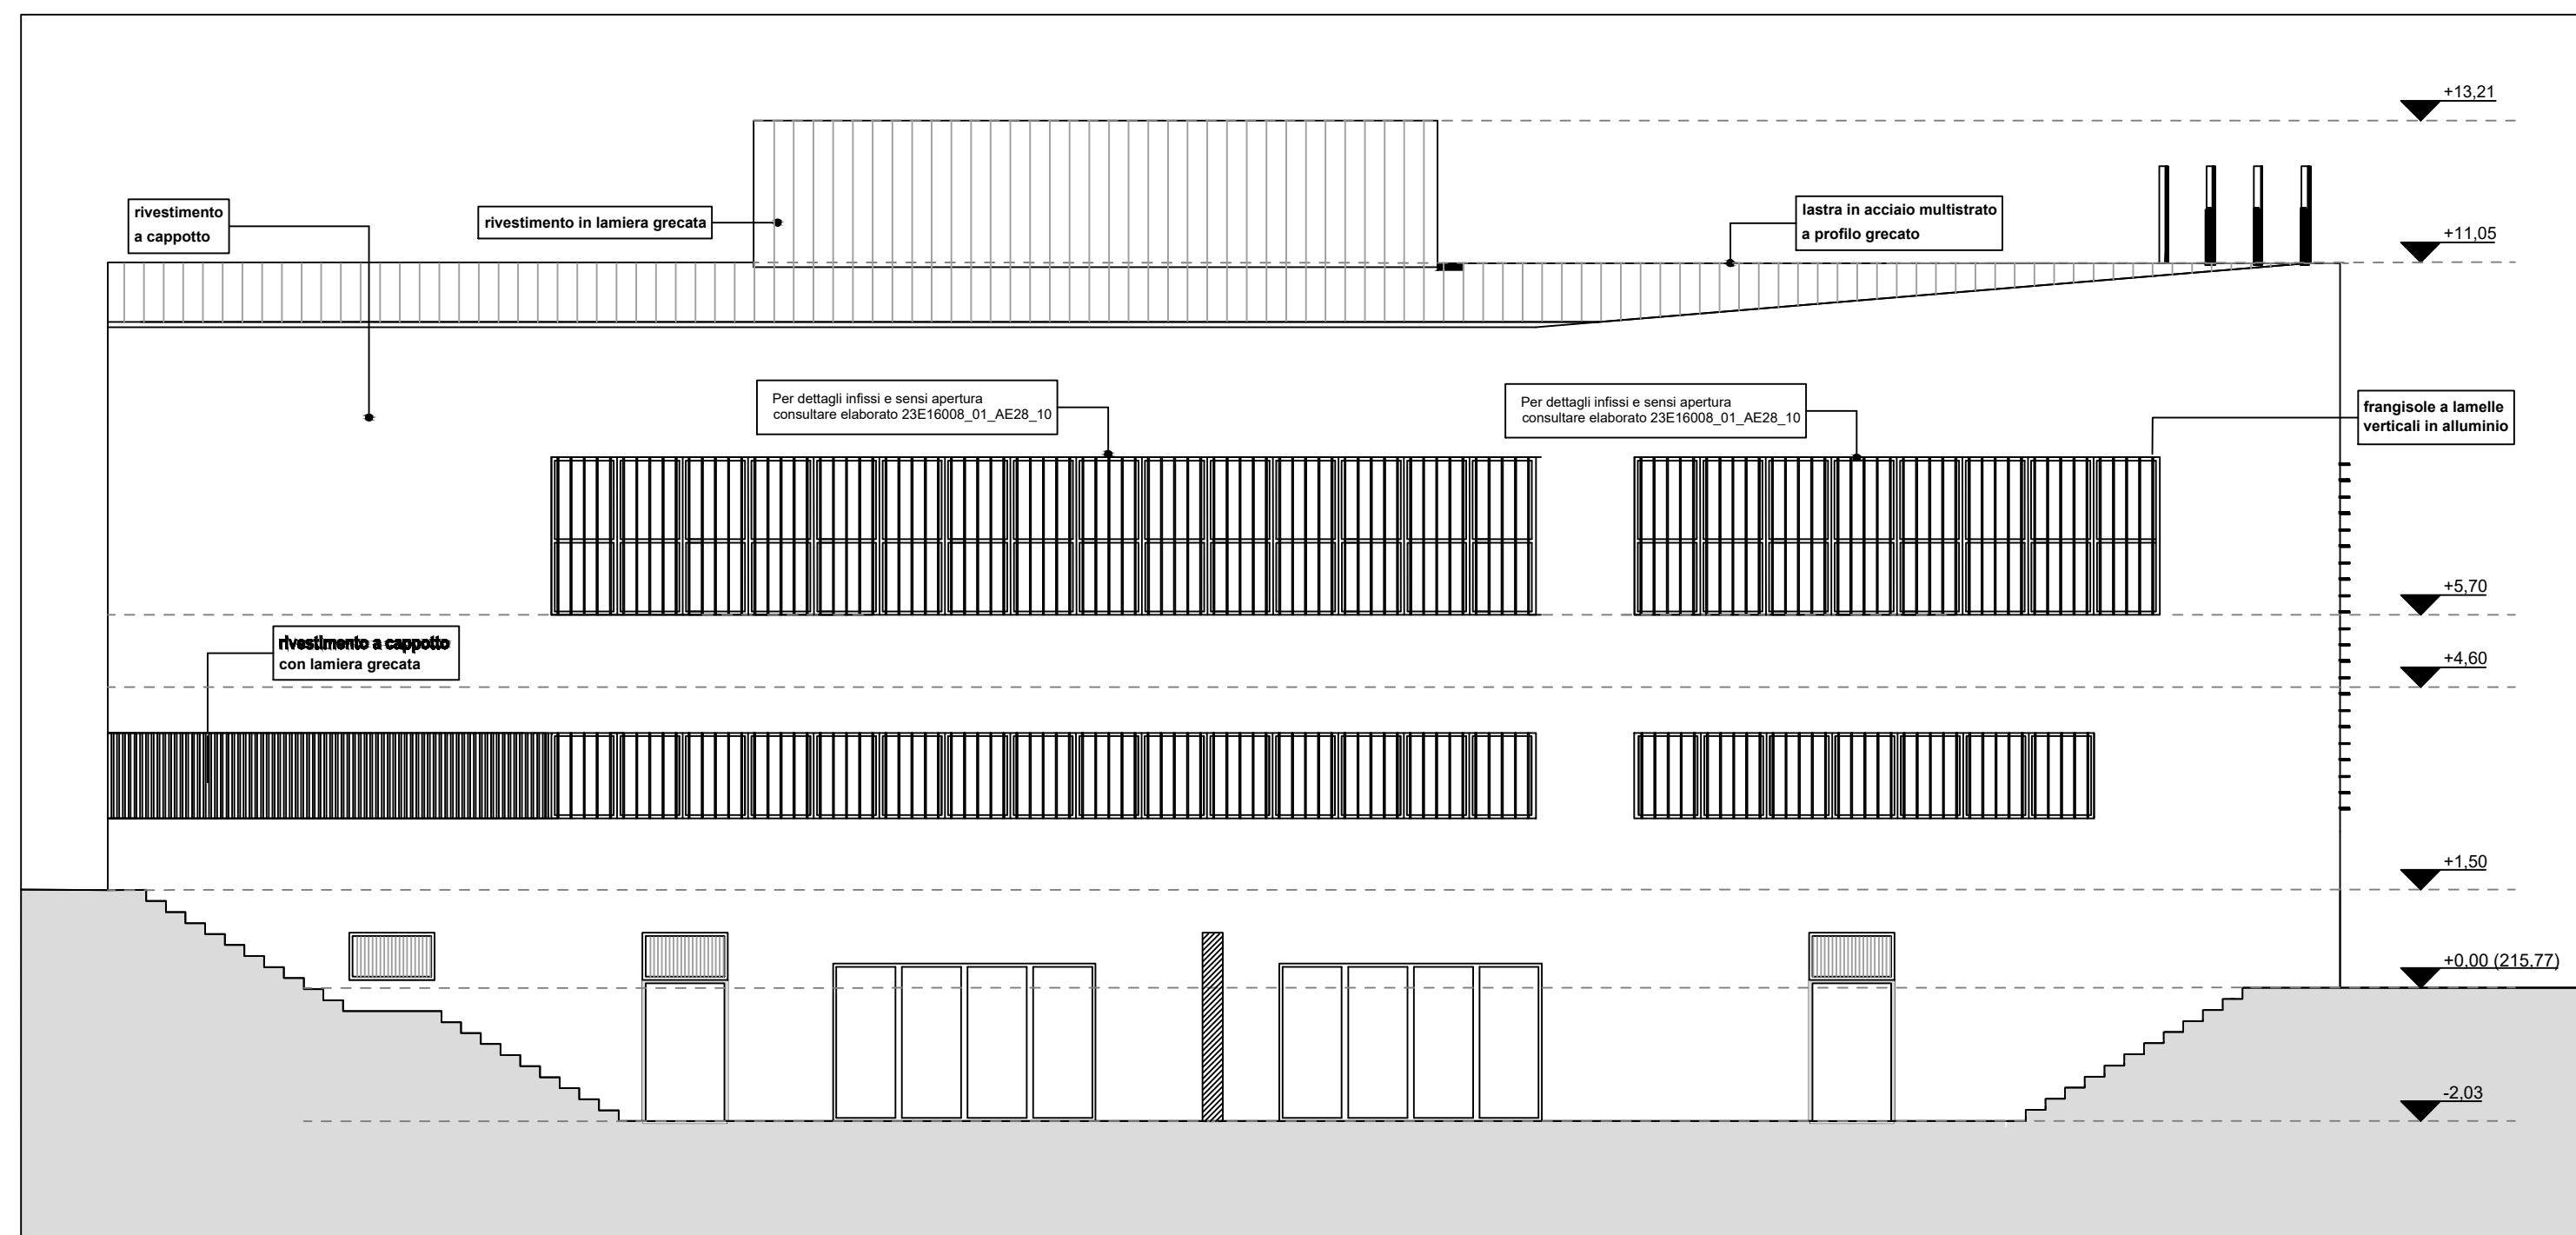 +13,21
rivestimento
a cappotto
rivestimento in lamiera grecata
lastra in acciaio multistrato
a profilo grecato
+11,05
Per dettagli infissi e sensi apertura
consultare elaborato 23E16008_01_AE28_10
Per dettagli infissi e sensi apertura
consultare elaborato 23E16008_01_AE28_10
frangisole a lamelle
verticali in alluminio
+5,70
rivestimento a cappotto
con lamiera grecata
+4,60
+1,50
+0,00 (215,77)
-2,03